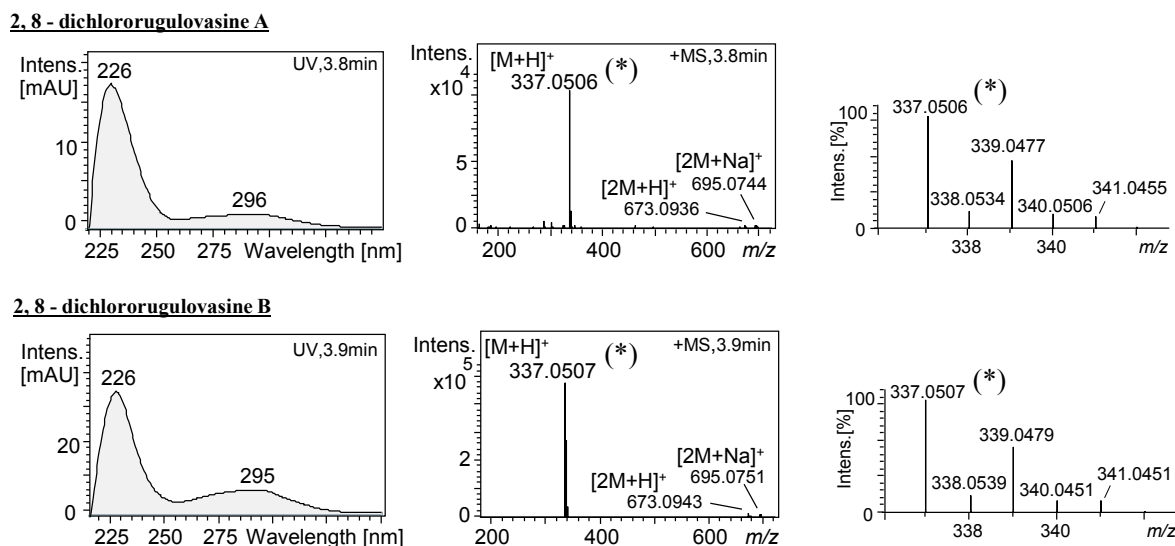 2, 8 - dichlororugulovasine A
Intens.
[mAU]
226
UV,3.8min
10
296
0
225 250 275 Wavelength [nm]
Intens.
x10
4
[M+H]+
337.0506
(*)
+MS,3.8min
5
[2M+Na]+
[2M+H]+
695.0744
673.0936
0
200 400 600 m/z
(*)
337.0506
100
Intens.[%]
339.0477
338.0534
341.0455
340.0506
0
338 340 m/z
2, 8 - dichlororugulovasine B
Intens.
[mAU]
226
UV,3.9min
20
295
0
225 250 275 Wavelength [nm]
Intens.
x10
5
[M+H]+
337.0507
(*)
+MS,3.9min
2
[2M+Na]+
[2M+H]+
695.0751
673.0943
0
200 400 600 m/z
(*)
337.0507
100
Intens.[%]
339.0479
338.0539
341.0451
340.0451
0
338 340 m/z